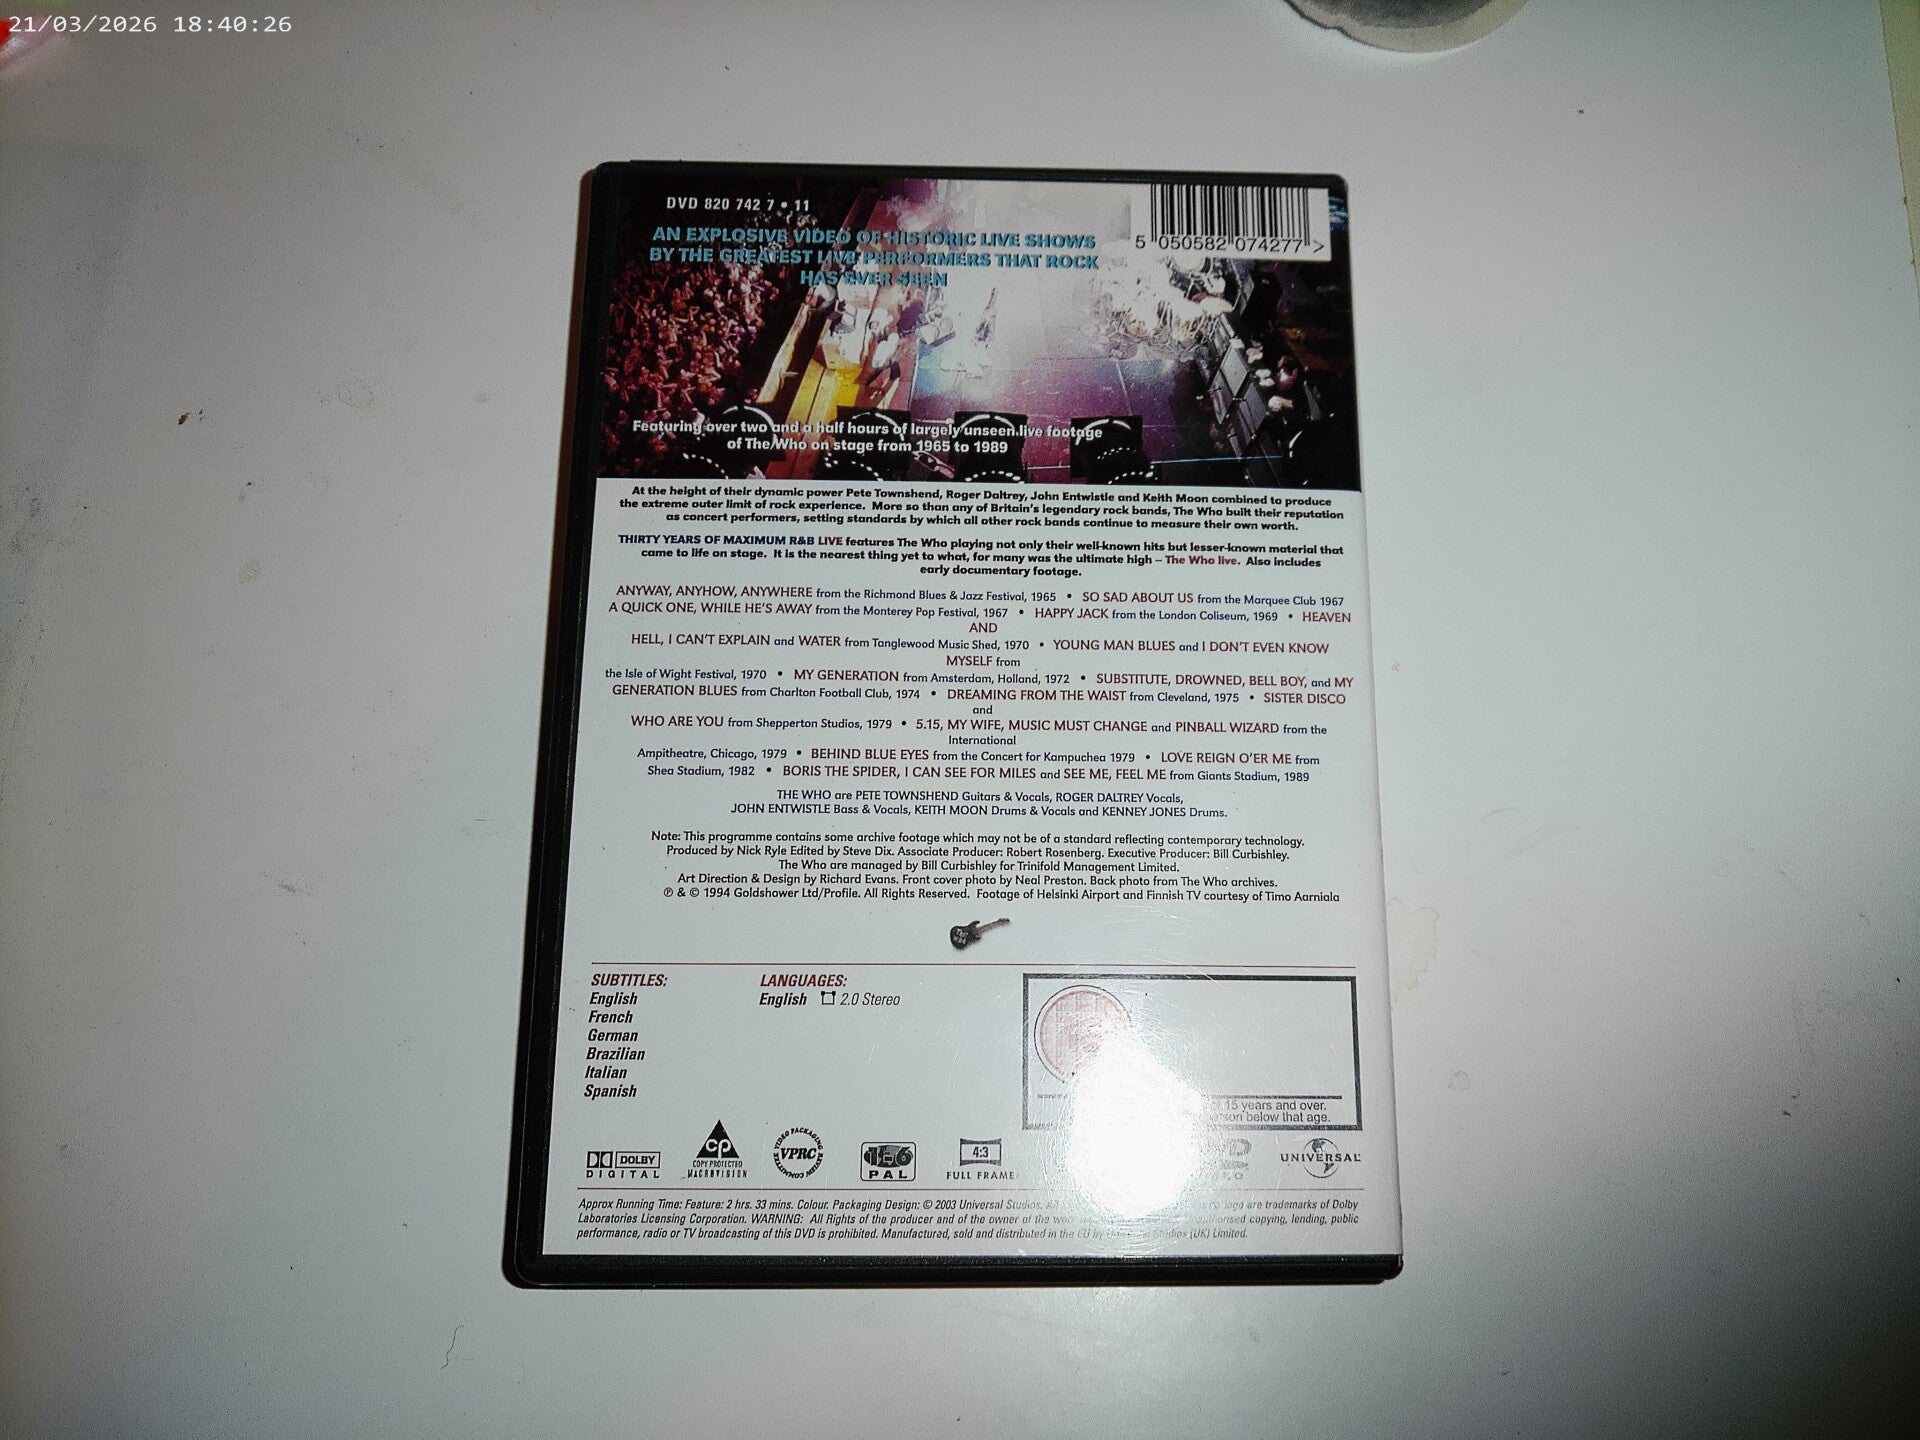 21/03/2026 18:40:26
DVD 820 742 7 • 11
5 050582 074277 >
AN EXPLOSIVE VIDEO OF HISTORIC LIVE SHOWS
BY THE GREATEST LIVE PERFORMERS THAT ROCK
HAS EVER SEEN
Featuring over two and a half hours of largely unseen live footage
of The Who on stage from 1965 to 1989
At the height of their dynamic power Pete Townshend, Roger Daltrey, John Entwistle and Keith Moon combined to produce
the extreme outer limit of rock experience. More so than any of Britain's legendary rock bands, The Who built their reputation
as concert performers, setting standards by which all other rock bands continue to measure their own worth.
THIRTY YEARS OF MAXIMUM R&B LIVE features The Who playing not only their well-known hits but lesser-known material that
came to life on stage. It is the nearest thing yet to what, for many was the ultimate high – The Who live. Also includes
early documentary footage.
ANYWAY, ANYHOW, ANYWHERE from the Richmond Blues & Jazz Festival, 1965 • SO SAD ABOUT US from the Marquee Club 1967
A QUICK ONE, WHILE HE'S AWAY from the Monterey Pop Festival, 1967 • HAPPY JACK from the London Coliseum, 1969 • HEAVEN
AND
HELL, I CAN'T EXPLAIN and WATER from Tanglewood Music Shed, 1970 • YOUNG MAN BLUES and I DON'T EVEN KNOW
MYSELF from
the Isle of Wight Festival, 1970 • MY GENERATION from Amsterdam, Holland, 1972 • SUBSTITUTE, DROWNED, BELL BOY, and MY
GENERATION BLUES from Charlton Football Club, 1974 • DREAMING FROM THE WAIST from Cleveland, 1975 • SISTER DISCO
and
WHO ARE YOU from Shepperton Studios, 1979 • 5.15, MY WIFE, MUSIC MUST CHANGE and PINBALL WIZARD from the
International
Ampitheatre, Chicago, 1979 • BEHIND BLUE EYES from the Concert for Kampuchea 1979 • LOVE REIGN O'ER ME from
Shea Stadium, 1982 • BORIS THE SPIDER, I CAN SEE FOR MILES and SEE ME, FEEL ME from Giants Stadium, 1989
THE WHO are PETE TOWNSHEND Guitars & Vocals, ROGER DALTREY Vocals,
JOHN ENTWISTLE Bass & Vocals, KEITH MOON Drums & Vocals and KENNEY JONES Drums.
Note: This programme contains some archive footage which may not be of a standard reflecting contemporary technology.
Produced by Nick Ryle Edited by Steve Dix. Associate Producer: Robert Rosenberg. Executive Producer: Bill Curbishley.
The Who are managed by Bill Curbishley for Trinifold Management Limited.
Art Direction & Design by Richard Evans. Front cover photo by Neal Preston. Back photo from The Who archives.
℗ & © 1994 Goldshower Ltd/Profile. All Rights Reserved. Footage of Helsinki Airport and Finnish TV courtesy of Timo Aarniala
SUBTITLES:
English
French
German
Brazilian
Italian
Spanish
LANGUAGES:
English 2.0 Stereo
15 years and over.
below that age.
DOLBY
DIGITAL
CP
COPY PROTECTED
MACROVISION
VIDEO PACKAGING REVIEW COMMITTEE
VPRC
PAL
4:3
FULL FRAME
UNIVERSAL
Approx Running Time: Feature: 2 hrs. 33 mins. Colour. Packaging Design: © 2003 Universal Studios. All logo are trademarks of Dolby
Laboratories Licensing Corporation. WARNING: All Rights of the producer and of the owner of the work copying, lending, public
performance, radio or TV broadcasting of this DVD is prohibited. Manufactured, sold and distributed in the EU by Studios (UK) Limited.